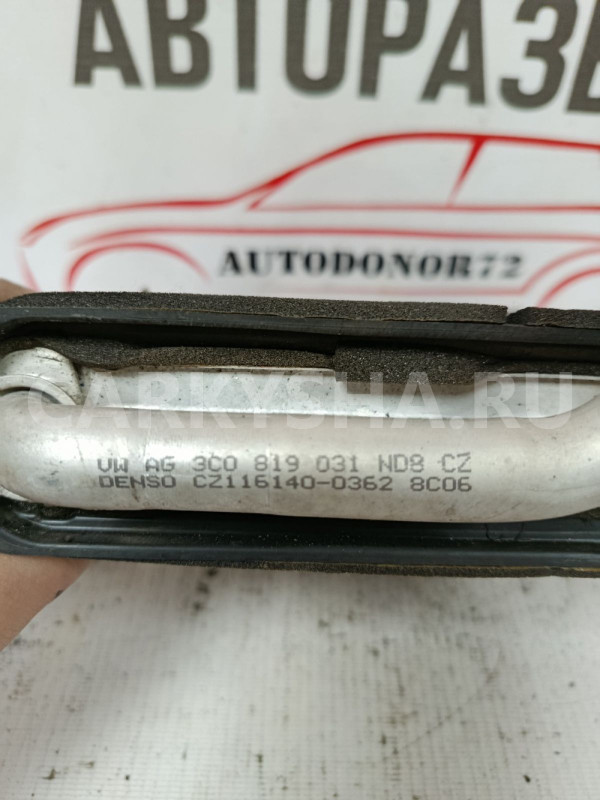 АВТОРАЗБ
AUTODONOR72
CARKYSHA.RU
VW AG 3C0 819 031 ND8 CZ
DENSO CZ116140-0362 8C06